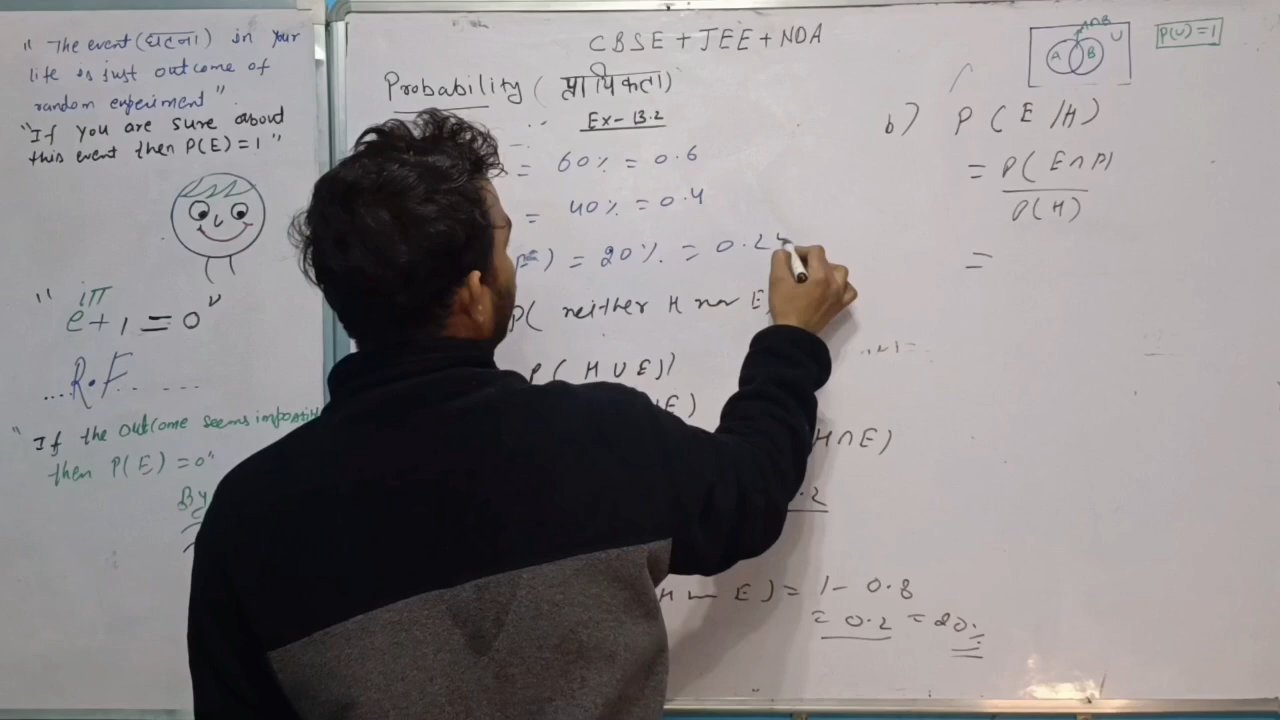 " The event (घटना) in your
life is just outcome of
random experiment".
"If you are sure about
this event then P(E)=1"
" e^iπ + 1 = 0"
....R.F.......
"If the outcome seems
then P(E) =0"
By
CBSE + JEE + NDA
Probability ( प्रायिकता)
Ex- 13.2
= 60% = 0.6
= 40% = 0.4
) = 20% = 0.2
P( neither H nor E
P ( H U E))
E)
H∩E)
.2
E ) = 1 - 0.8
= 0.2 = 20.
A∩B
A B U
P(U) = 1
b) P ( E /H)
= P( E∩P)
P(H)
=